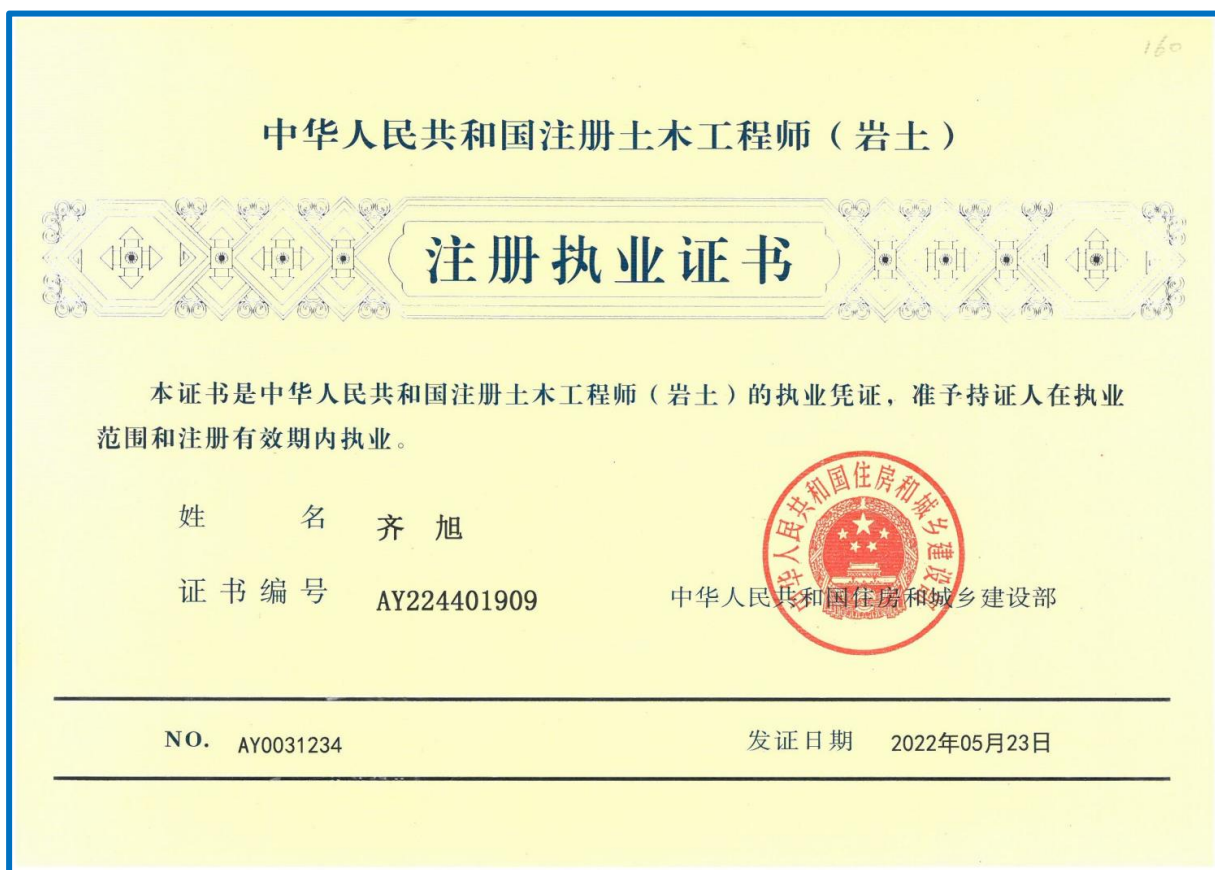 160
中华人民共和国注册土木工程师（岩土）
注册执业证书
本证书是中华人民共和国注册土木工程师（岩土）的执业凭证，准予持证人在执业
范围和注册有效期内执业。
姓 名 齐 旭
证书编号 AY224401909
中华人民共和国住房和城乡建设部
中华人民共和国住房和城乡建设部
NO. AY0031234
发证日期 2022年05月23日